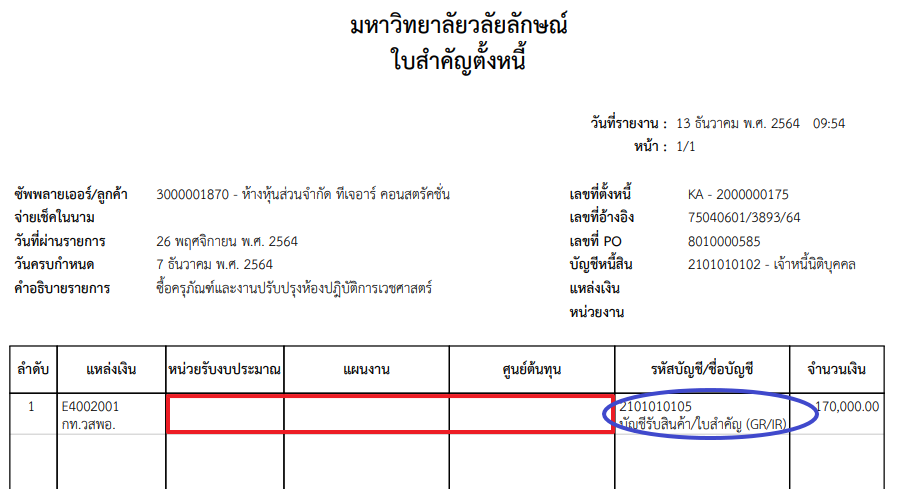 มหาวิทยาลัยวลัยลักษณ์
ใบสำคัญตั้งหนี้
วันที่รายงาน : 13 ธันวาคม พ.ศ. 2564 09:54
หน้า : 1/1
ซัพพลายเออร์/ลูกค้า 3000001870 - ห้างหุ้นส่วนจำกัด ทีเจอาร์ คอนสตรัคชั่น เลขที่ตั้งหนี้ KA - 2000000175
จ่ายเช็คในนาม เลขที่อ้างอิง 75040601/3893/64
วันที่ผ่านรายการ 26 พฤศจิกายน พ.ศ. 2564 เลขที่ PO 8010000585
วันครบกำหนด 7 ธันวาคม พ.ศ. 2564 บัญชีหนี้สิน 2101010102 - เจ้าหนี้นิติบุคคล
คำอธิบายรายการ ซื้อครุภัณฑ์และงานปรับปรุงห้องปฎิบัติการเวชศาสตร์ แหล่งเงิน
หน่วยงาน
ลำดับ แหล่งเงิน หน่วยรับงบประมาณ แผนงาน ศูนย์ต้นทุน รหัสบัญชี/ชื่อบัญชี จำนวนเงิน
1 E4002001 2101010105 170,000.00
กท.วสพอ. บัญชีรับสินค้า/ใบสำคัญ (GR/IR)